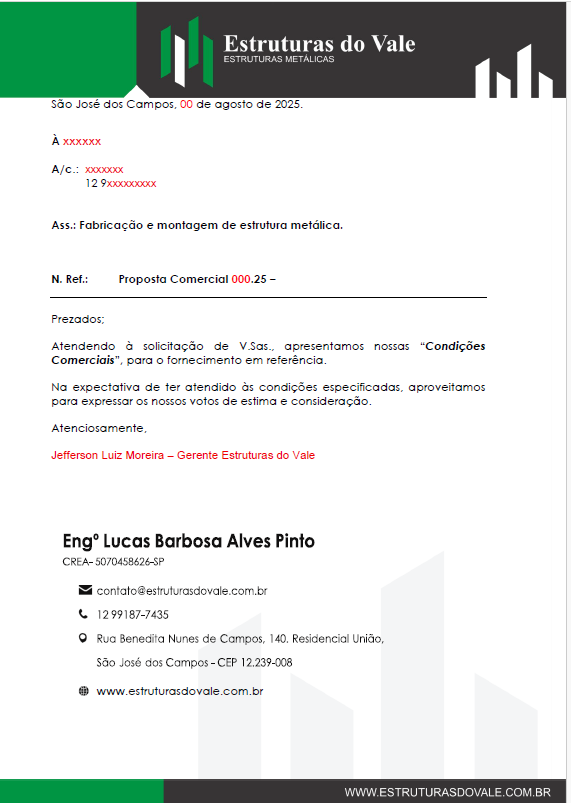 Estruturas do Vale
ESTRUTURAS METÁLICAS
São José dos Campos, 00 de agosto de 2025.
À xxxxxx
A/c.: xxxxxxx
12 9xxxxxxxxx
Ass.: Fabricação e montagem de estrutura metálica.
N. Ref.: Proposta Comercial 000.25 –
Prezados;
Atendendo à solicitação de V.Sas., apresentamos nossas “Condições
Comerciais”, para o fornecimento em referência.
Na expectativa de ter atendido às condições especificadas, aproveitamos
para expressar os nossos votos de estima e consideração.
Atenciosamente,
Jefferson Luiz Moreira – Gerente Estruturas do Vale
Engº Lucas Barbosa Alves Pinto
CREA– 5070458626-SP
contato@estruturasdovale.com.br
12 99187-7435
Rua Benedita Nunes de Campos, 140. Residencial União,
São José dos Campos - CEP 12.239-008
www.estruturasdovale.com.br
WWW.ESTRUTURASDOVALE.COM.BR